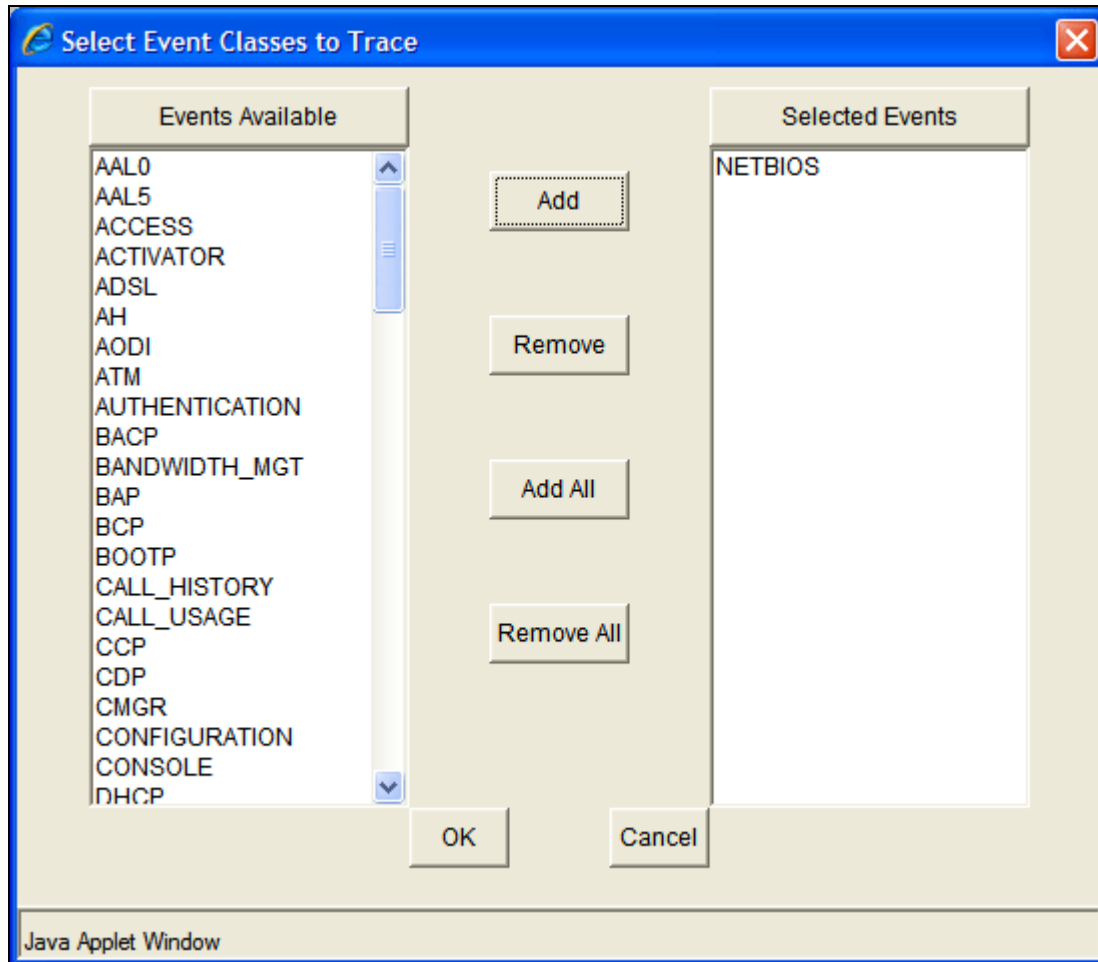 Select Event Classes to Trace
Events Available
AAL0
AAL5
ACCESS
ACTIVATOR
ADSL
AH
AODI
ATM
AUTHENTICATION
BACP
BANDWIDTH_MGT
BAP
BCP
BOOTP
CALL_HISTORY
CALL_USAGE
CCP
CDP
CMGR
CONFIGURATION
CONSOLE
DHCP
Add
Remove
Add All
Remove All
Selected Events
NETBIOS
OK
Cancel
Java Applet Window